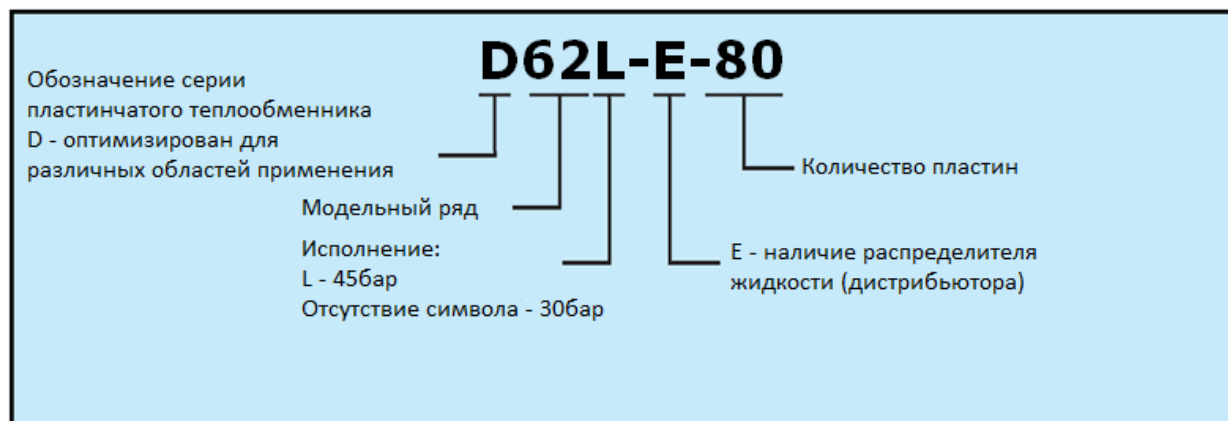 D62L-E-80
Обозначение серии
пластинчатого теплообменника
D - оптимизирован для
различных областей применения
Количество пластин
Модельный ряд
Исполнение:
L - 45бар
Отсутствие символа - 30бар
E - наличие распределителя
жидкости (дистрибьютора)